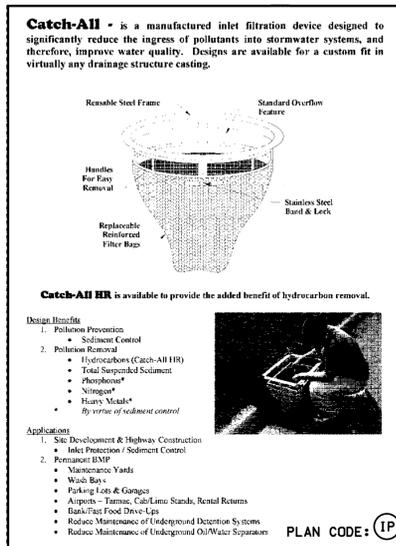 Catch-All - is a manufactured inlet filtration device designed to
significantly reduce the ingress of pollutants into stormwater systems, and
therefore, improve water quality. Designs are available for a custom fit in
virtually any drainage structure casting.
Reusable Steel Frame
Standard Overflow
Feature
Handles
For Easy
Removal
Stainless Steel
Band & Lock
Replaceable
Reinforced
Filter Bags
Catch-All HR is available to provide the added benefit of hydrocarbon removal.
Design Benefits
1. Pollution Prevention
• Sediment Control
2. Pollution Removal
• Hydrocarbons (Catch-All HR)
• Total Suspended Sediment
• Phosphorus*
• Nitrogen*
• Heavy Metals*
* By virtue of sediment control
Applications
1. Site Development & Highway Construction
• Inlet Protection / Sediment Control
2. Permanent BMP
• Maintenance Yards
• Wash Bays
• Parking Lots & Garages
• Airports – Tarmac, Cab/Limo Stands, Rental Returns
• Bank/Fast Food Drive-Ups
• Reduce Maintenance of Underground Detention Systems
• Reduce Maintenance of Underground Oil/Water Separators
PLAN CODE: IP